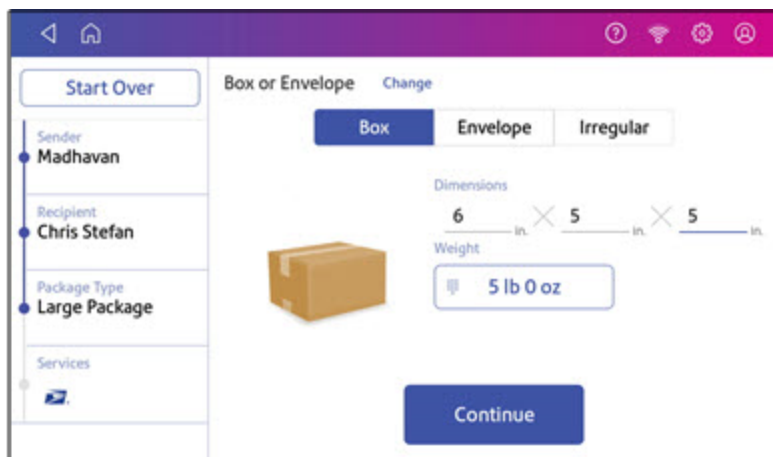 Start Over
Sender
Madhavan
Recipient
Chris Stefan
Package Type
Large Package
Services
Box or Envelope Change
Box Envelope Irregular
Dimensions
6 in. 5 in. 5 in.
Weight
5 lb 0 oz
Continue